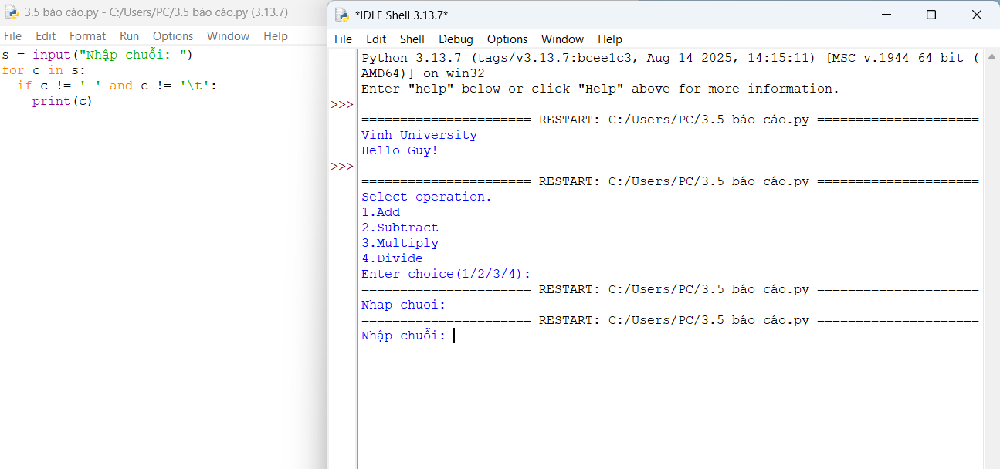 3.5 báo cáo.py - C:/Users/PC/3.5 báo cáo.py (3.13.7)
File Edit Format Run Options Window Help
s = input("Nhập chuỗi: ")
for c in s:
  if c != ' ' and c != '\t':
    print(c)
*IDLE Shell 3.13.7*
File Edit Shell Debug Options Window Help
Python 3.13.7 (tags/v3.13.7:bcee1c3, Aug 14 2025, 14:15:11) [MSC v.1944 64 bit (
AMD64)] on win32
Enter "help" below or click "Help" above for more information.
>>>
====================== RESTART: C:/Users/PC/3.5 báo cáo.py =====================
Vinh University
Hello Guy!
>>>
====================== RESTART: C:/Users/PC/3.5 báo cáo.py =====================
Select operation.
1.Add
2.Subtract
3.Multiply
4.Divide
Enter choice(1/2/3/4):
====================== RESTART: C:/Users/PC/3.5 báo cáo.py =====================
Nhap chuoi:
====================== RESTART: C:/Users/PC/3.5 báo cáo.py =====================
Nhập chuỗi: